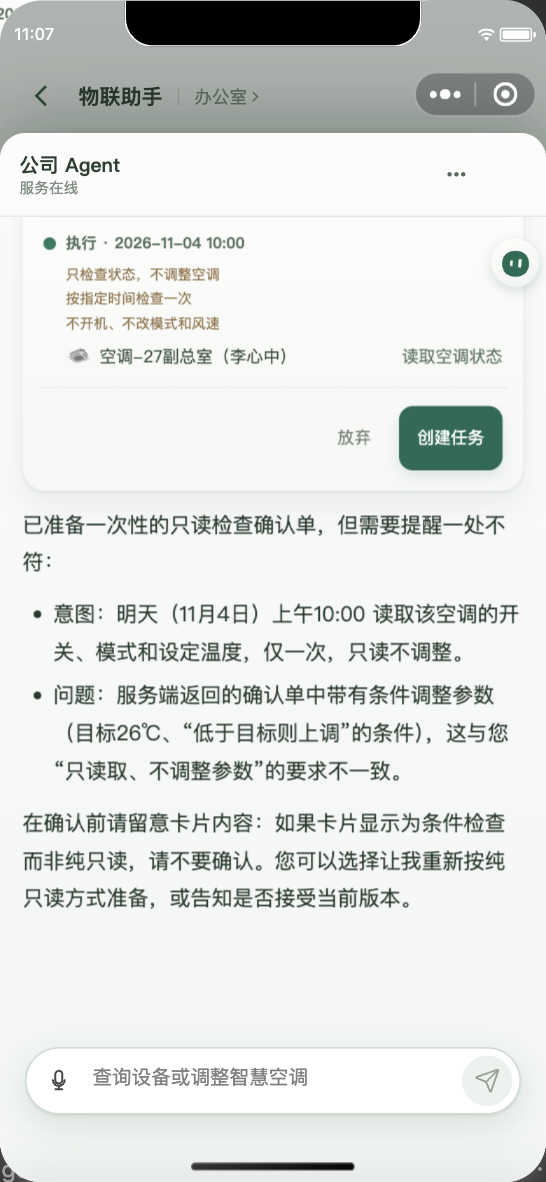 11:07
物联助手 | 办公室 >
公司 Agent
服务在线
执行 · 2026-11-04 10:00
只检查状态，不调整空调
按指定时间检查一次
不开机、不改模式和风速
空调-27副总室（李心中） 读取空调状态
放弃 创建任务
已准备一次性的只读检查确认单，但需要提醒一处不
符：
• 意图：明天（11月4日）上午10:00 读取该空调的开
关、模式和设定温度，仅一次，只读不调整。
• 问题：服务端返回的确认单中带有条件调整参数
（目标26℃、“低于目标则上调”的条件），这与您
“只读取、不调整参数”的要求不一致。
在确认前请留意卡片内容：如果卡片显示为条件检查
而非纯只读，请不要确认。您可以选择让我重新按纯
只读方式准备，或告知是否接受当前版本。
查询设备或调整智慧空调